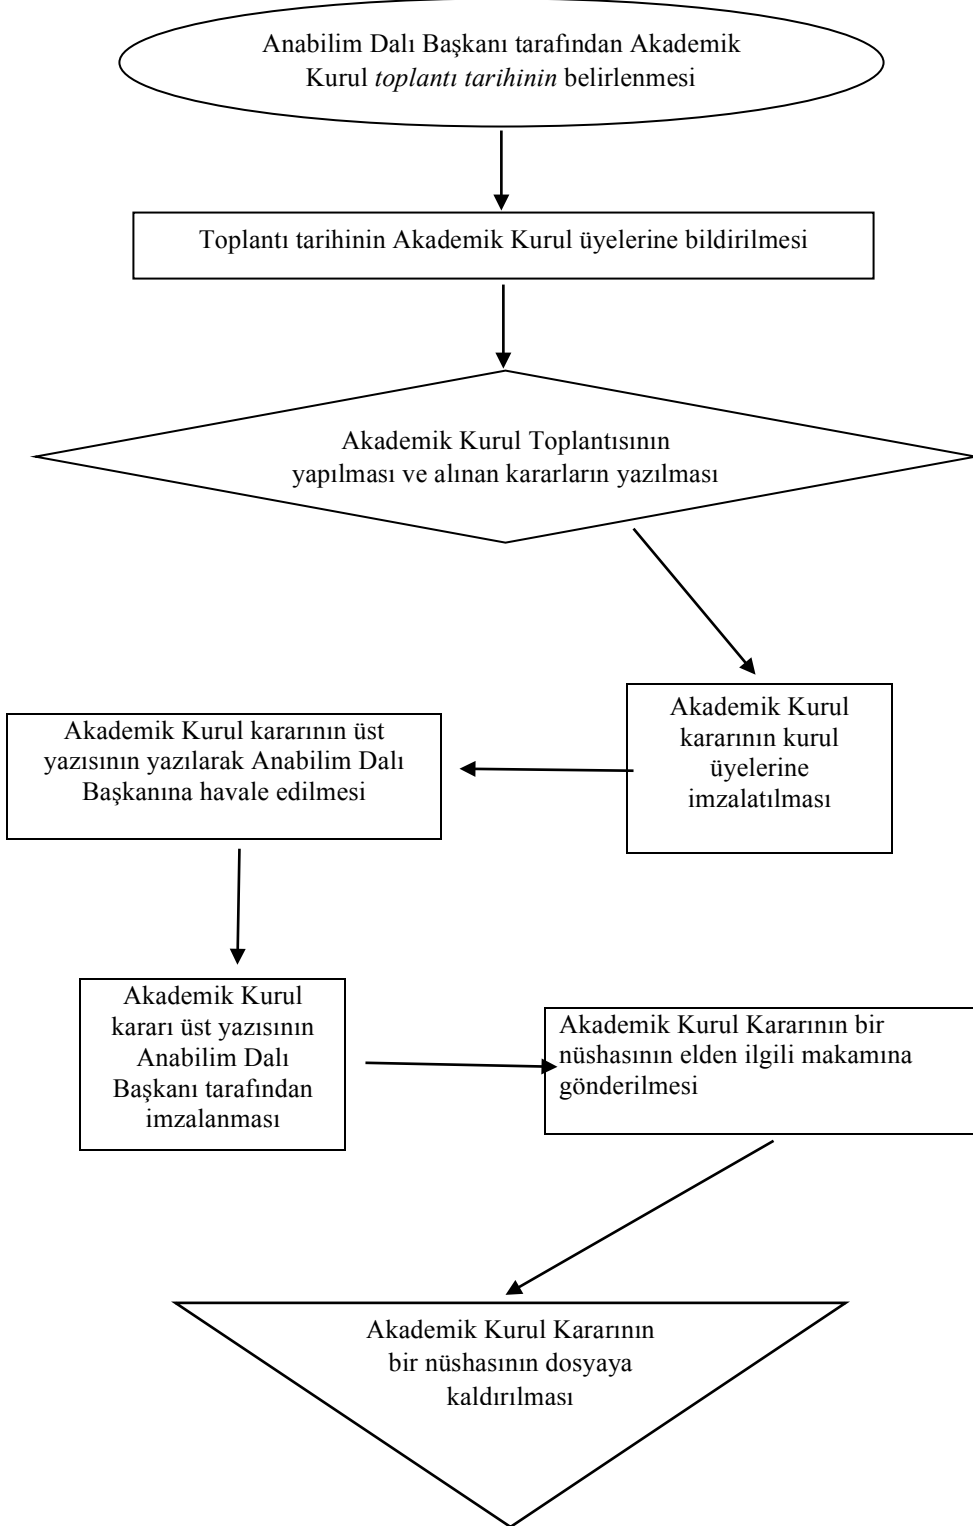 Anabilim Dalı Başkanı tarafından Akademik
Kurul toplantı tarihinin belirlenmesi
Toplantı tarihinin Akademik Kurul üyelerine bildirilmesi
Akademik Kurul Toplantısının
yapılması ve alınan kararların yazılması
Akademik Kurul
kararının kurul
üyelerine
imzalatılması
Akademik Kurul kararının üst
yazısının yazılarak Anabilim Dalı
Başkanına havale edilmesi
Akademik Kurul
kararı üst yazısının
Anabilim Dalı
Başkanı tarafından
imzalanması
Akademik Kurul Kararının bir
nüshasının elden ilgili makamına
gönderilmesi
Akademik Kurul Kararının
bir nüshasının dosyaya
kaldırılması